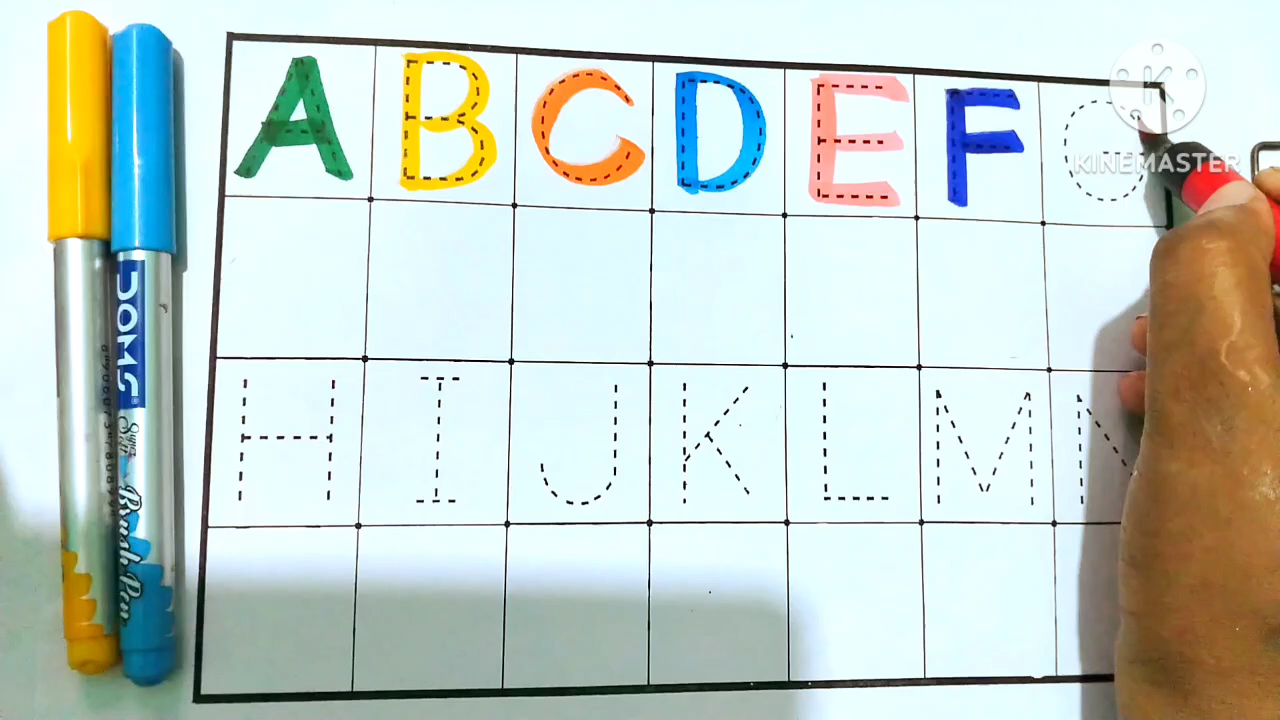 A B C D E F G
H I J K L M N
KINEMASTER
DOMS
Brush Pen